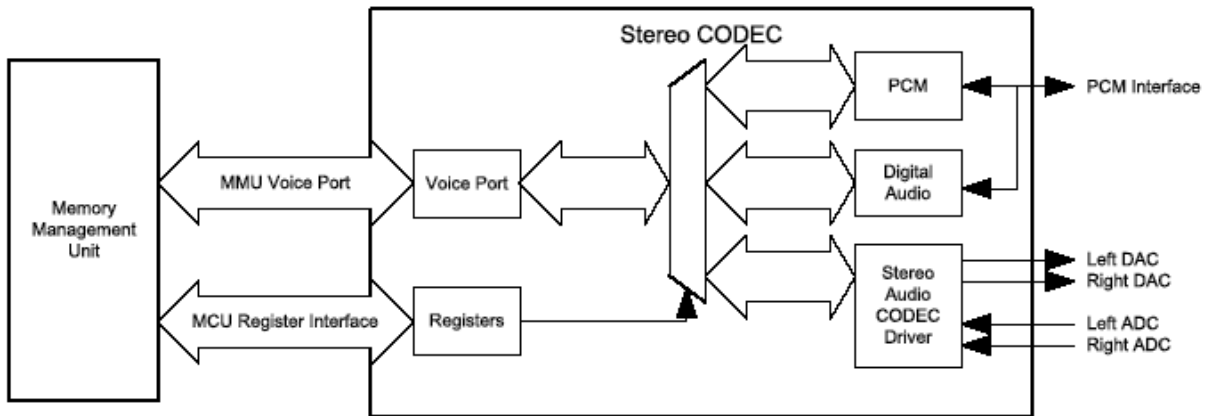 Stereo CODEC
Memory
Management
Unit
MMU Voice Port
Voice Port
MCU Register Interface
Registers
PCM
Digital
Audio
Stereo
Audio
CODEC
Driver
PCM Interface
Left DAC
Right DAC
Left ADC
Right ADC